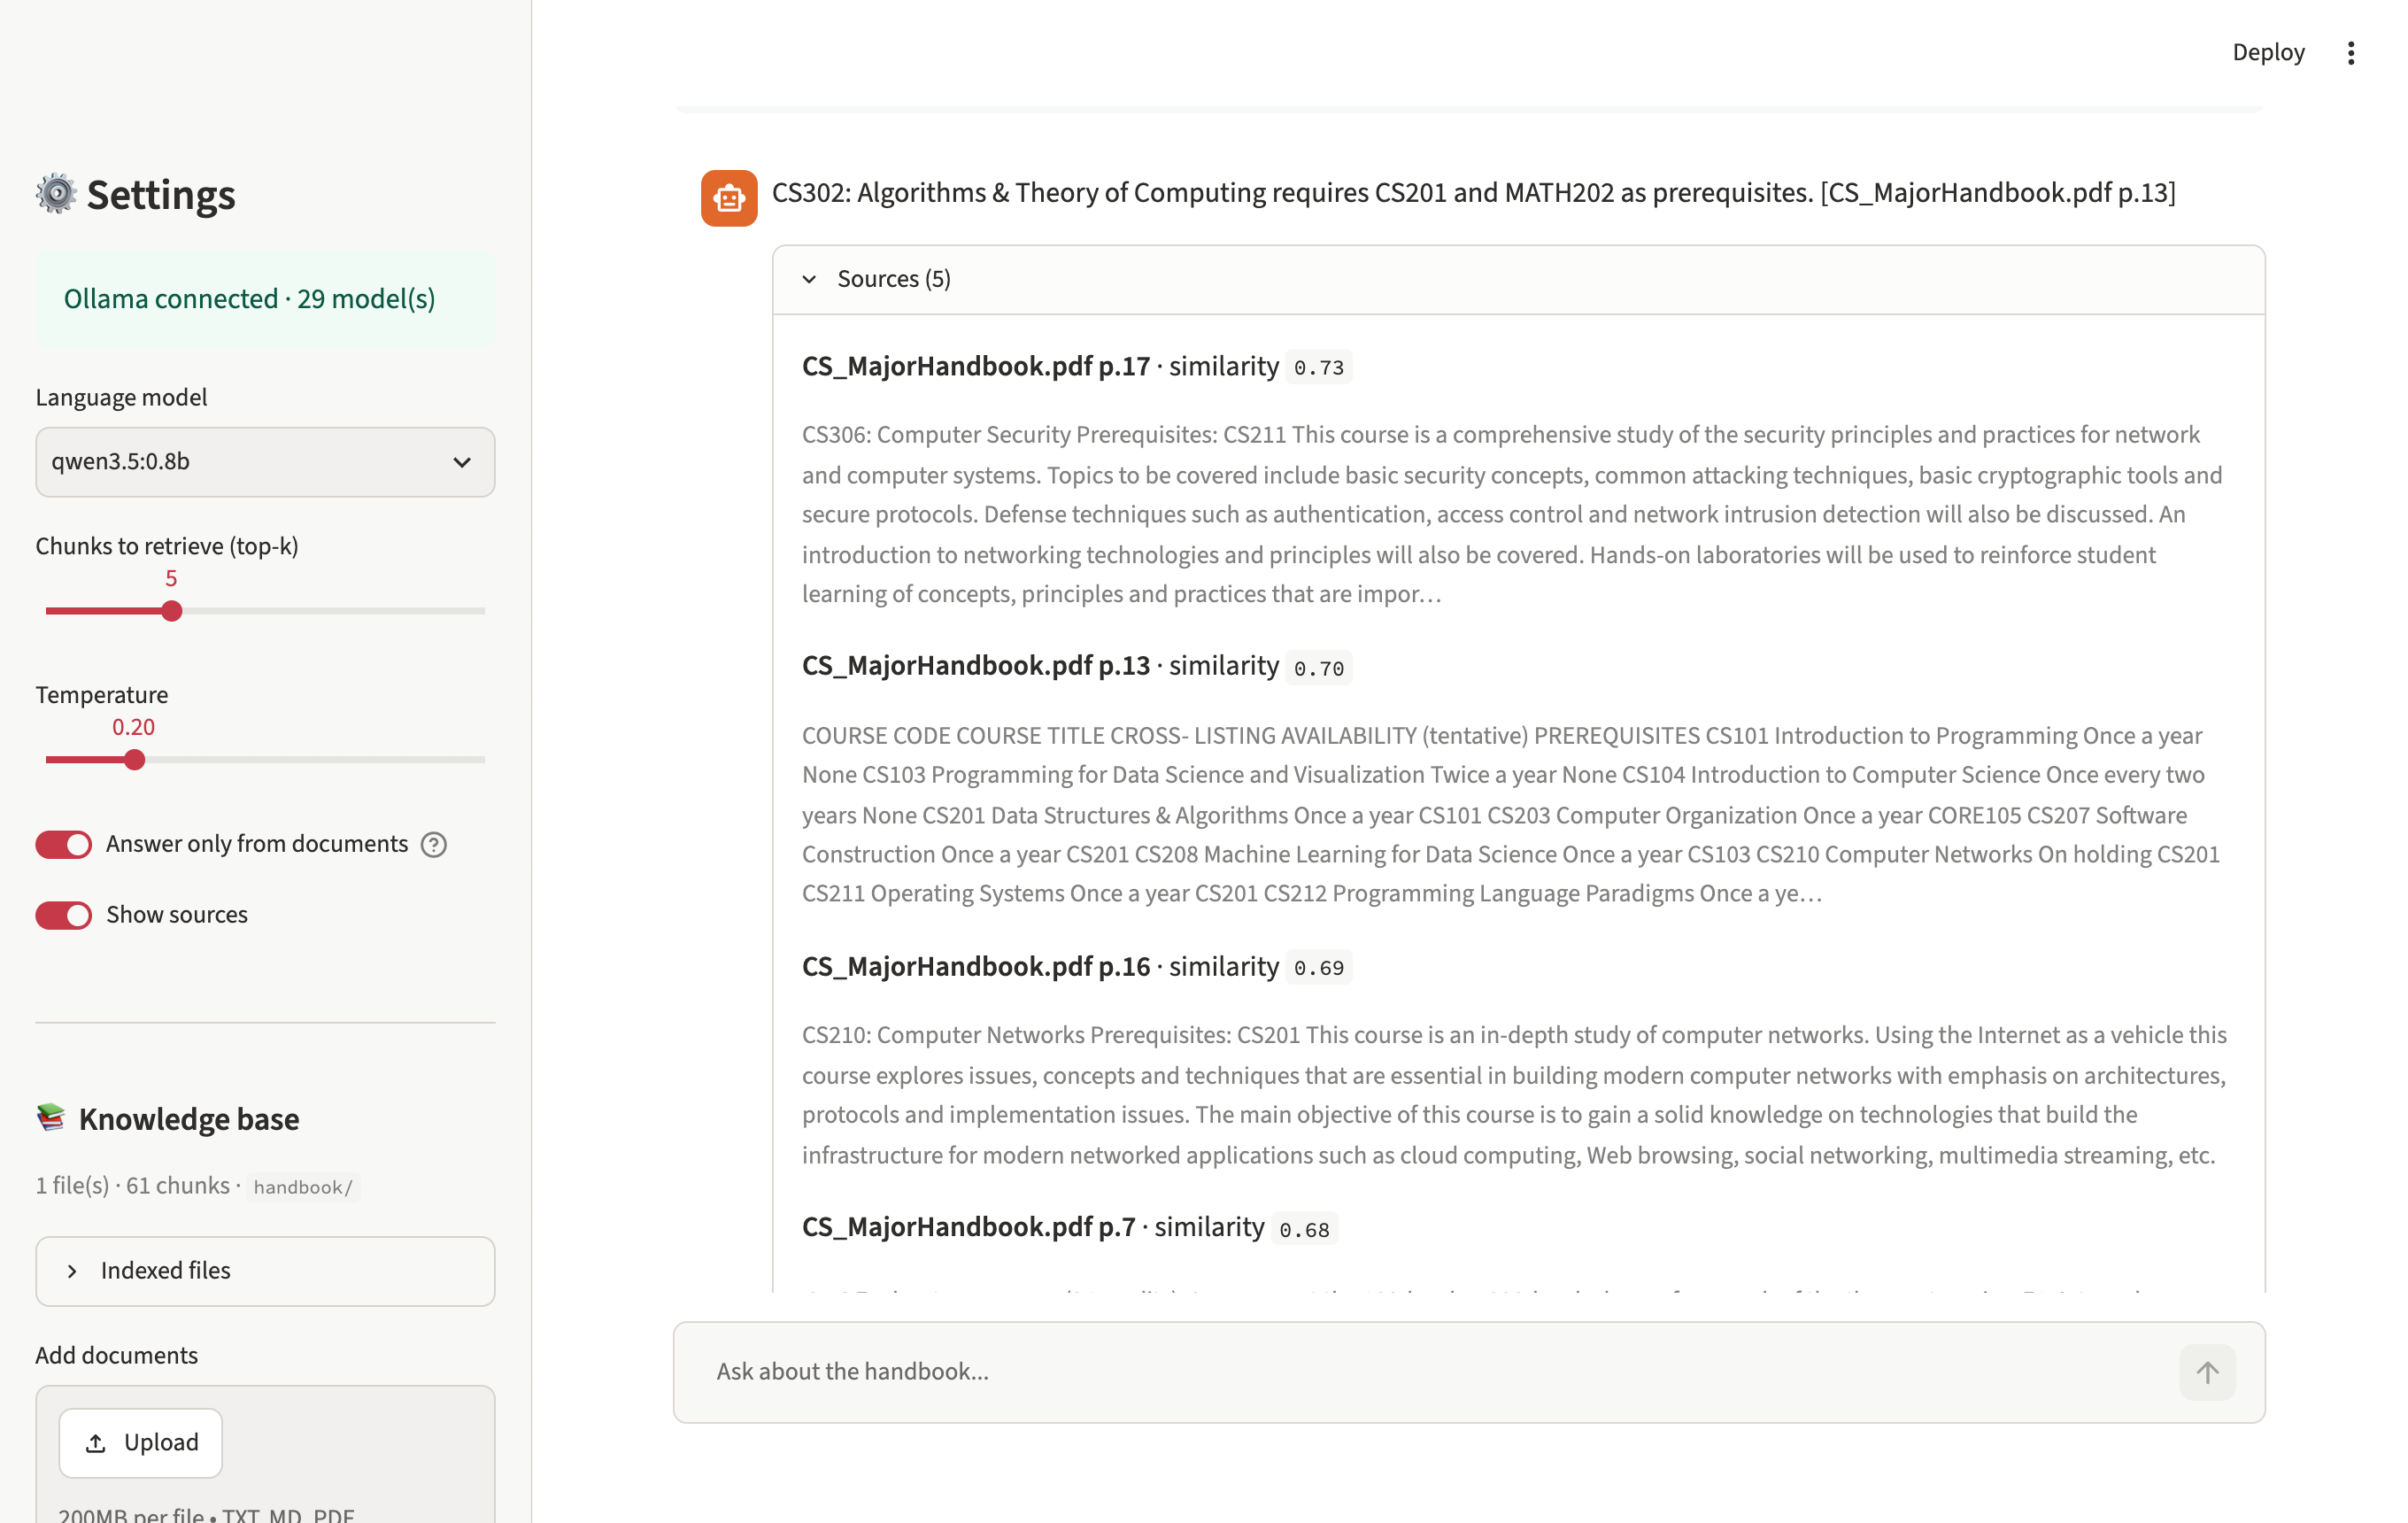 Deploy
Settings
Ollama connected · 29 model(s)
Language model
qwen3.5:0.8b
Chunks to retrieve (top-k)
5
Temperature
0.20
Answer only from documents
Show sources
Knowledge base
1 file(s) · 61 chunks · handbook/
Indexed files
Add documents
Upload
200MB per file • TXT, MD, PDF
CS302: Algorithms & Theory of Computing requires CS201 and MATH202 as prerequisites. [CS_MajorHandbook.pdf p.13]
Sources (5)
CS_MajorHandbook.pdf p.17 · similarity 0.73
CS306: Computer Security Prerequisites: CS211 This course is a comprehensive study of the security principles and practices for network
and computer systems. Topics to be covered include basic security concepts, common attacking techniques, basic cryptographic tools and
secure protocols. Defense techniques such as authentication, access control and network intrusion detection will also be discussed. An
introduction to networking technologies and principles will also be covered. Hands-on laboratories will be used to reinforce student
learning of concepts, principles and practices that are impor…
CS_MajorHandbook.pdf p.13 · similarity 0.70
COURSE CODE COURSE TITLE CROSS- LISTING AVAILABILITY (tentative) PREREQUISITES CS101 Introduction to Programming Once a year
None CS103 Programming for Data Science and Visualization Twice a year None CS104 Introduction to Computer Science Once every two
years None CS201 Data Structures & Algorithms Once a year CS101 CS203 Computer Organization Once a year CORE105 CS207 Software
Construction Once a year CS201 CS208 Machine Learning for Data Science Once a year CS103 CS210 Computer Networks On holding CS201
CS211 Operating Systems Once a year CS201 CS212 Programming Language Paradigms Once a ye…
CS_MajorHandbook.pdf p.16 · similarity 0.69
CS210: Computer Networks Prerequisites: CS201 This course is an in-depth study of computer networks. Using the Internet as a vehicle this
course explores issues, concepts and techniques that are essential in building modern computer networks with emphasis on architectures,
protocols and implementation issues. The main objective of this course is to gain a solid knowledge on technologies that build the
infrastructure for modern networked applications such as cloud computing, Web browsing, social networking, multimedia streaming, etc.
CS_MajorHandbook.pdf p.7 · similarity 0.68
Ask about the handbook...